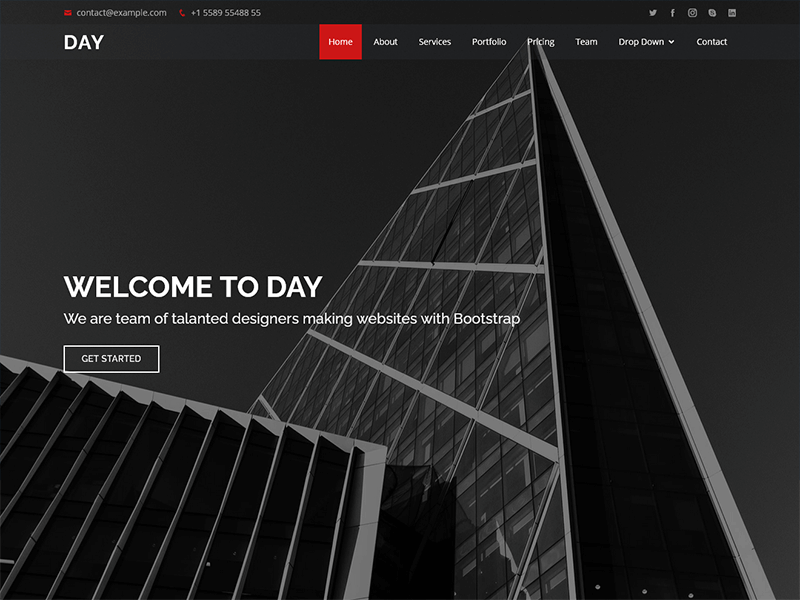 contact@example.com +1 5589 55488 55
DAY
Home About Services Portfolio Pricing Team Drop Down Contact
WELCOME TO DAY
We are team of talanted designers making websites with Bootstrap
GET STARTED